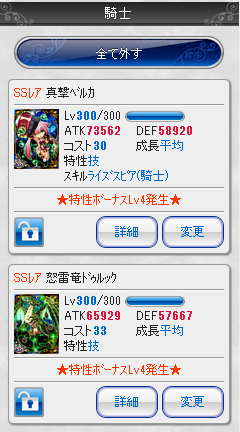 騎士
全て外す
SSレア 真撃ベルカ
Lv300/300
ATK73562 DEF58920
コスト30 成長平均
特性技
スキルライズスピア(騎士)
★特性ボーナスLv4発生★
詳細 変更
SSレア 怒雷竜ドゥルック
Lv300/300
ATK65929 DEF57667
コスト33 成長平均
特性技
★特性ボーナスLv4発生★
詳細 変更